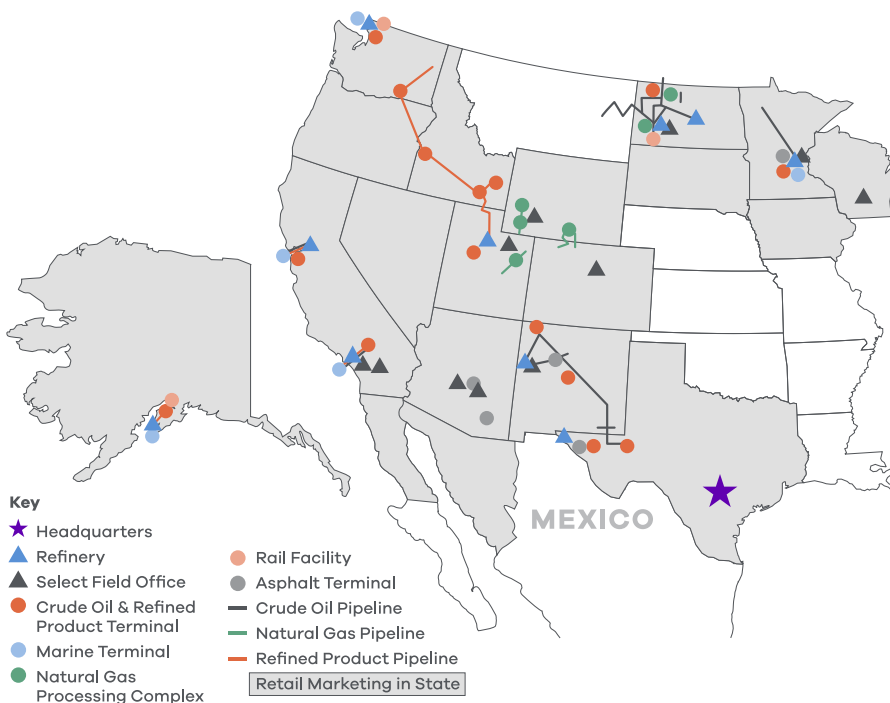 MEXICO
Key
Headquarters
Refinery
Select Field Office
Crude Oil & Refined
Product Terminal
Marine Terminal
Natural Gas
Processing Complex
Rail Facility
Asphalt Terminal
Crude Oil Pipeline
Natural Gas Pipeline
Refined Product Pipeline
Retail Marketing in State